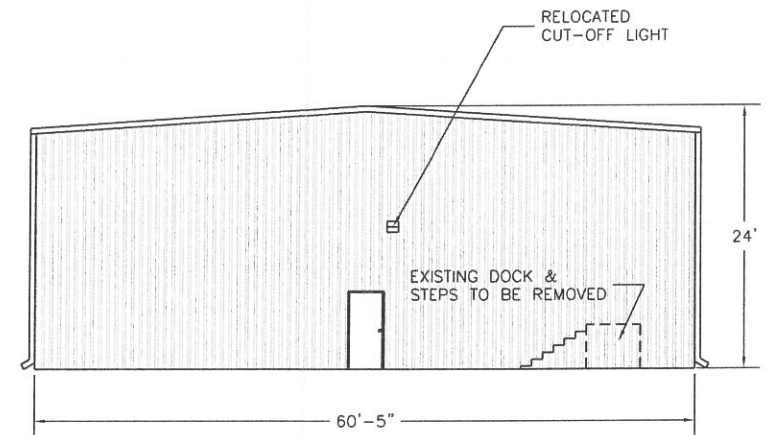 RELOCATED
CUT-OFF LIGHT
24'
EXISTING DOCK &
STEPS TO BE REMOVED
60'-5"